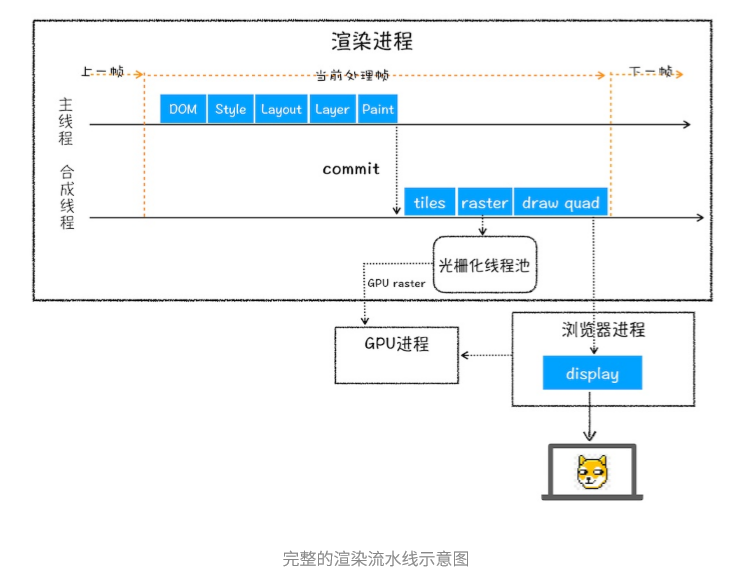 渲染进程
上一帧
当前处理帧
下一帧
主线程
DOM
Style
Layout
Layer
Paint
commit
合成线程
tiles
raster
draw quad
光栅化线程池
GPU raster
GPU进程
浏览器进程
display
完整的渲染流水线示意图